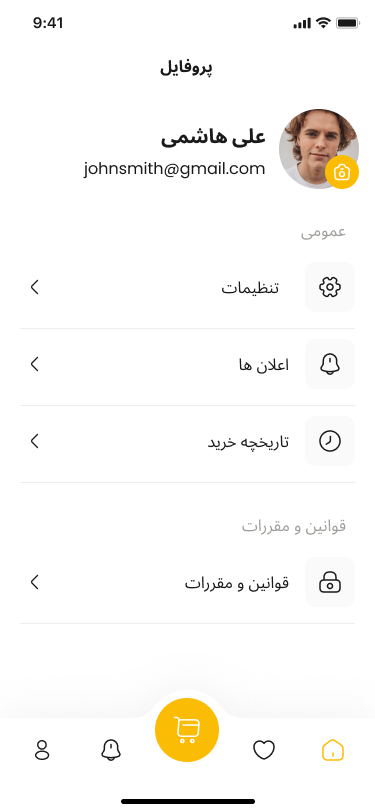 9:41
پروفایل
علی هاشمی
johnsmith@gmail.com
عمومی
تنظیمات
اعلان ها
تاریخچه خرید
قوانین و مقررات
قوانین و مقررات